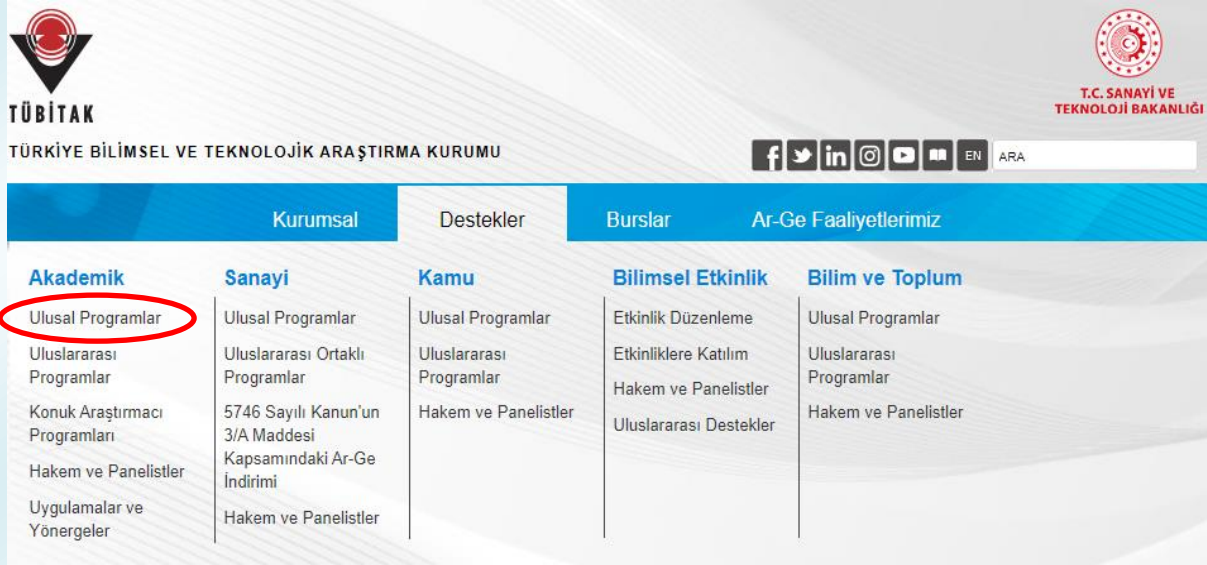 TÜBİTAK
T.C. SANAYİ VE
TEKNOLOJİ BAKANLIĞI
TÜRKİYE BİLİMSEL VE TEKNOLOJİK ARAŞTIRMA KURUMU
EN
ARA
Kurumsal
Destekler
Burslar
Ar-Ge Faaliyetlerimiz
Akademik
Ulusal Programlar
Uluslararası
Programlar
Konuk Araştırmacı
Programları
Hakem ve Panelistler
Uygulamalar ve
Yönergeler
Sanayi
Ulusal Programlar
Uluslararası Ortaklı
Programlar
5746 Sayılı Kanun'un
3/A Maddesi
Kapsamındaki Ar-Ge
İndirimi
Hakem ve Panelistler
Kamu
Ulusal Programlar
Uluslararası
Programlar
Hakem ve Panelistler
Bilimsel Etkinlik
Etkinlik Düzenleme
Etkinliklere Katılım
Hakem ve Panelistler
Uluslararası Destekler
Bilim ve Toplum
Ulusal Programlar
Uluslararası
Programlar
Hakem ve Panelistler